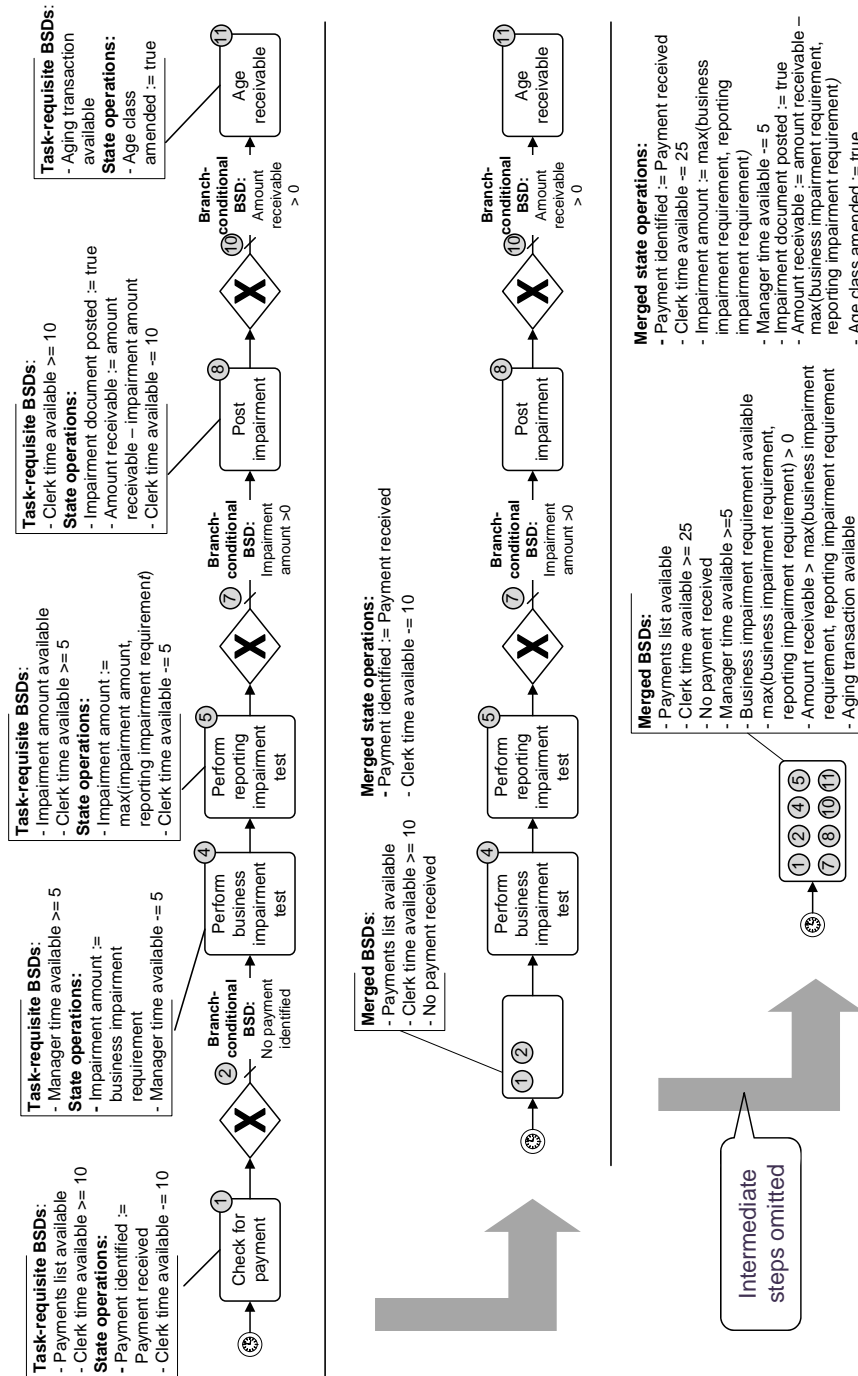 Task-requisite BSDs:
- Payments list available
- Clerk time available >= 10
State operations:
- Payment identified :=
Payment received
- Clerk time available -= 10
1
Check for
payment
X
2
Branch-
conditional
BSD:
No payment
identified
Task-requisite BSDs:
- Manager time available >= 5
State operations:
- Impairment amount :=
business impairment
requirement
- Manager time available -= 5
4
Perform
business
impairment
test
Task-requisite BSDs:
- Impairment amount available
- Clerk time available >= 5
State operations:
- Impairment amount :=
max(impairment amount,
reporting impairment requirement)
- Clerk time available -= 5
5
Perform
reporting
impairment
test
X
7
Branch-
conditional
BSD:
Impairment
amount >0
Task-requisite BSDs:
- Clerk time available >= 10
State operations:
- Impairment document posted := true
- Amount receivable := amount
receivable – impairment amount
- Clerk time available -= 10
8
Post
impairment
X
10
Branch-
conditional
BSD:
Amount
receivable
> 0
Task-requisite BSDs:
- Aging transaction
available
State operations:
- Age class
amended := true
11
Age
receivable
Merged BSDs:
- Payments list available
- Clerk time available >= 10
- No payment received
Merged state operations:
- Payment identified := Payment received
- Clerk time available -= 10
1 2
4
Perform
business
impairment
test
5
Perform
reporting
impairment
test
X
7
Branch-
conditional
BSD:
Impairment
amount >0
8
Post
impairment
X
10
Branch-
conditional
BSD:
Amount
receivable
> 0
11
Age
receivable
Intermediate
steps omitted
1 2 4 5
7 8 10 11
Merged BSDs:
- Payments list available
- Clerk time available >= 25
- No payment received
- Manager time available >=5
- Business impairment requirement available
- max(business impairment requirement,
reporting impairment requirement) > 0
- Amount receivable > max(business impairment
requirement, reporting impairment requirement
- Aging transaction available
Merged state operations:
- Payment identified := Payment received
- Clerk time available -= 25
- Impairment amount := max(business
impairment requirement, reporting
impairment requirement)
- Manager time available -= 5
- Impairment document posted := true
- Amount receivable := amount receivable –
max(business impairment requirement,
reporting impairment requirement)
- Age class amended := true